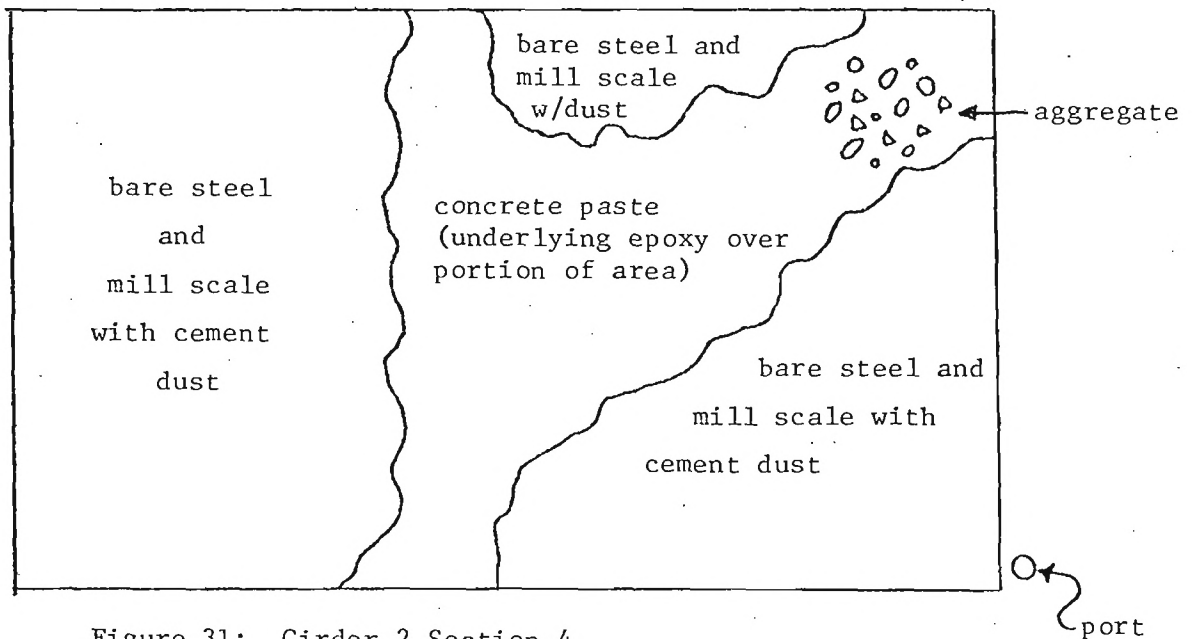 bare steel and
mill scale
w/dust
aggregate
bare steel
and
mill scale
with cement
dust
concrete paste
(underlying epoxy over
portion of area)
bare steel and
mill scale with
cement dust
port
Figure 31: Girder 2 Section 4